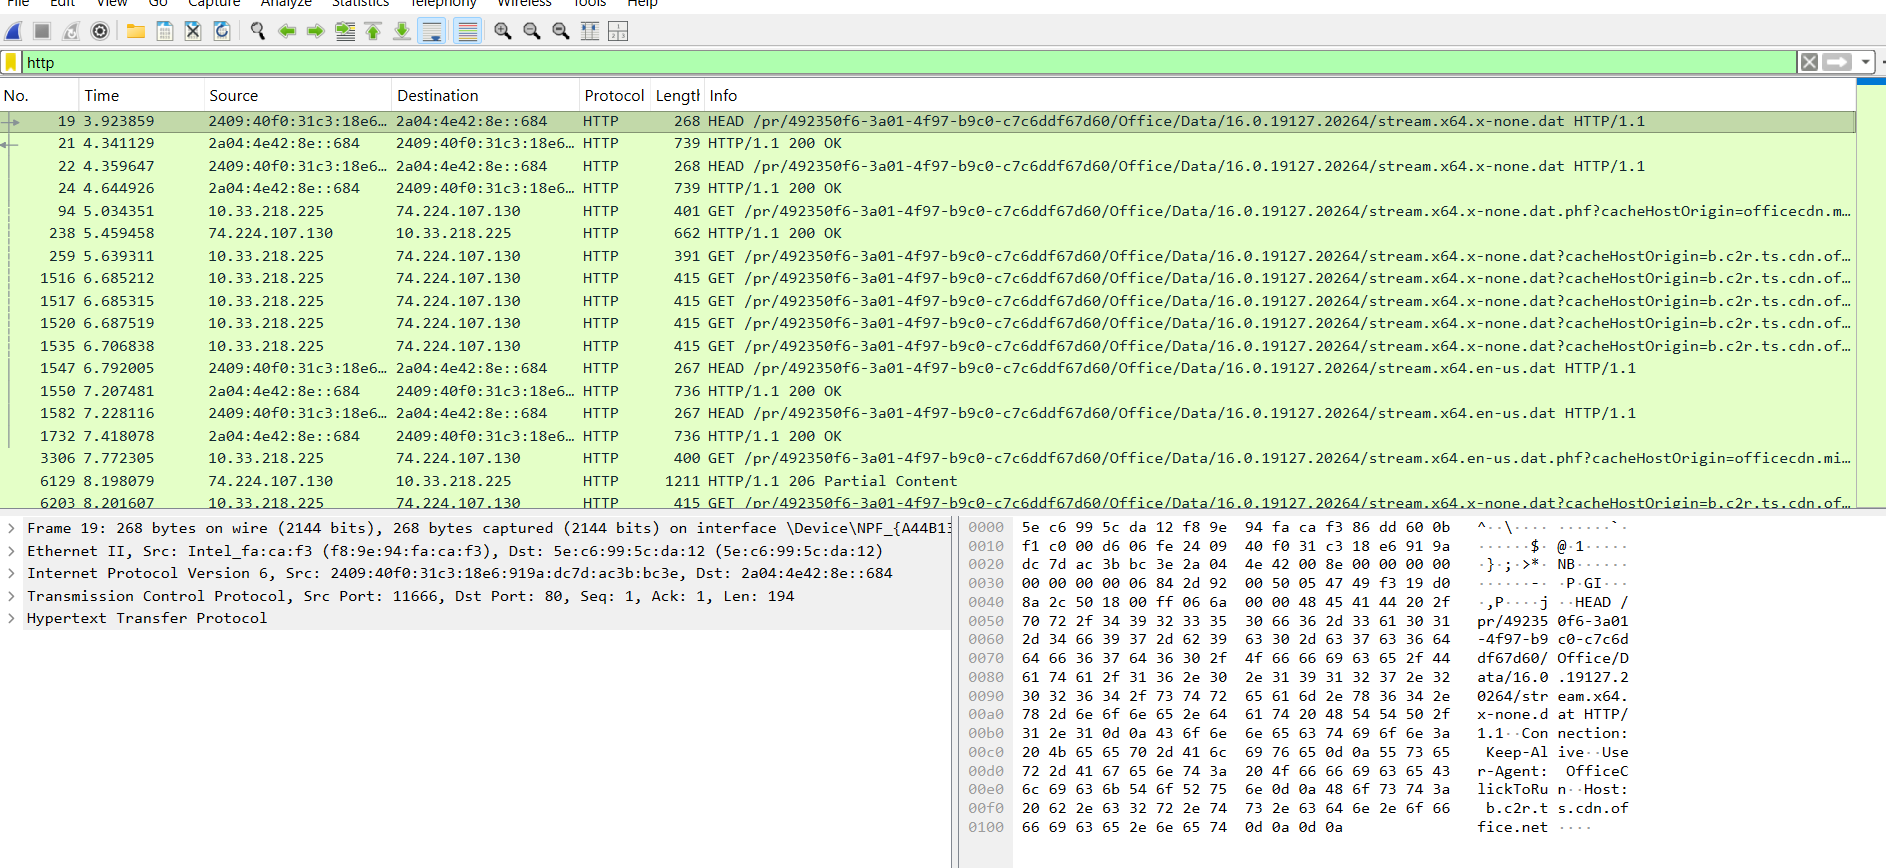 File Edit View Go Capture Analyze Statistics Telephony Wireless Tools Help
http
No. Time Source Destination Protocol Length Info
19 3.923859 2409:40f0:31c3:18e6… 2a04:4e42:8e::684 HTTP 268 HEAD /pr/492350f6-3a01-4f97-b9c0-c7c6ddf67d60/Office/Data/16.0.19127.20264/stream.x64.x-none.dat HTTP/1.1
21 4.341129 2a04:4e42:8e::684 2409:40f0:31c3:18e6… HTTP 739 HTTP/1.1 200 OK
22 4.359467 2409:40f0:31c3:18e6… 2a04:4e42:8e::684 HTTP 268 HEAD /pr/492350f6-3a01-4f97-b9c0-c7c6ddf67d60/Office/Data/16.0.19127.20264/stream.x64.x-none.dat HTTP/1.1
24 4.644926 2a04:4e42:8e::684 2409:40f0:31c3:18e6… HTTP 739 HTTP/1.1 200 OK
94 5.034351 10.33.218.225 74.224.107.130 HTTP 401 GET /pr/492350f6-3a01-4f97-b9c0-c7c6ddf67d60/Office/Data/16.0.19127.20264/stream.x64.x-none.dat.phf?cacheHostOrigin=officecdn.m…
238 5.459458 74.224.107.130 10.33.218.225 HTTP 662 HTTP/1.1 200 OK
259 5.639311 10.33.218.225 74.224.107.130 HTTP 391 GET /pr/492350f6-3a01-4f97-b9c0-c7c6ddf67d60/Office/Data/16.0.19127.20264/stream.x64.x-none.dat?cacheHostOrigin=b.c2r.ts.cdn.of…
1516 6.685212 10.33.218.225 74.224.107.130 HTTP 415 GET /pr/492350f6-3a01-4f97-b9c0-c7c6ddf67d60/Office/Data/16.0.19127.20264/stream.x64.x-none.dat?cacheHostOrigin=b.c2r.ts.cdn.of…
1517 6.685315 10.33.218.225 74.224.107.130 HTTP 415 GET /pr/492350f6-3a01-4f97-b9c0-c7c6ddf67d60/Office/Data/16.0.19127.20264/stream.x64.x-none.dat?cacheHostOrigin=b.c2r.ts.cdn.of…
1520 6.687519 10.33.218.225 74.224.107.130 HTTP 415 GET /pr/492350f6-3a01-4f97-b9c0-c7c6ddf67d60/Office/Data/16.0.19127.20264/stream.x64.x-none.dat?cacheHostOrigin=b.c2r.ts.cdn.of…
1535 6.706838 10.33.218.225 74.224.107.130 HTTP 415 GET /pr/492350f6-3a01-4f97-b9c0-c7c6ddf67d60/Office/Data/16.0.19127.20264/stream.x64.x-none.dat?cacheHostOrigin=b.c2r.ts.cdn.of…
1547 6.792005 2409:40f0:31c3:18e6… 2a04:4e42:8e::684 HTTP 267 HEAD /pr/492350f6-3a01-4f97-b9c0-c7c6ddf67d60/Office/Data/16.0.19127.20264/stream.x64.en-us.dat HTTP/1.1
1550 7.207481 2a04:4e42:8e::684 2409:40f0:31c3:18e6… HTTP 736 HTTP/1.1 200 OK
1582 7.228116 2409:40f0:31c3:18e6… 2a04:4e42:8e::684 HTTP 267 HEAD /pr/492350f6-3a01-4f97-b9c0-c7c6ddf67d60/Office/Data/16.0.19127.20264/stream.x64.en-us.dat HTTP/1.1
1732 7.418078 2a04:4e42:8e::684 2409:40f0:31c3:18e6… HTTP 736 HTTP/1.1 200 OK
3306 7.772305 10.33.218.225 74.224.107.130 HTTP 400 GET /pr/492350f6-3a01-4f97-b9c0-c7c6ddf67d60/Office/Data/16.0.19127.20264/stream.x64.en-us.dat.phf?cacheHostOrigin=officecdn.mi…
6129 8.198079 74.224.107.130 10.33.218.225 HTTP 1211 HTTP/1.1 206 Partial Content
6203 8.201607 10.33.218.225 74.224.107.130 HTTP 415 GET /pr/492350f6-3a01-4f97-b9c0-c7c6ddf67d60/Office/Data/16.0.19127.20264/stream.x64.x-none.dat?cacheHostOrigin=b.c2r.ts.cdn.of…
Frame 19: 268 bytes on wire (2144 bits), 268 bytes captured (2144 bits) on interface \Device\NPF_{A44B13
Ethernet II, Src: Intel_fa:ca:f3 (f8:9e:94:fa:ca:f3), Dst: 5e:c6:99:5c:da:12 (5e:c6:99:5c:da:12)
Internet Protocol Version 6, Src: 2409:40f0:31c3:18e6:919a:dc7d:ac3b:bc3e, Dst: 2a04:4e42:8e::684
Transmission Control Protocol, Src Port: 11666, Dst Port: 80, Seq: 1, Ack: 1, Len: 194
Hypertext Transfer Protocol
0000 5e c6 99 5c da 12 f8 9e 94 fa ca f3 86 dd 60 0b ^··\···· ······`·
0010 f1 c0 00 d6 06 fe 24 09 40 f0 31 c3 18 e6 91 9a ······$· @·1·····
0020 dc 7d ac 3b bc 3e 2a 04 4e 42 00 8e 00 00 00 00 ·}·;·>*· NB······
0030 00 00 00 00 06 84 2d 92 00 50 05 47 49 f3 19 d0 ······-· ·P·GI···
0040 8a 2c 50 18 00 ff 06 6a 00 00 48 45 41 44 20 2f ·,P····j ··HEAD /
0050 70 72 2f 34 39 32 33 35 30 66 36 2d 33 61 30 31 pr/49235 0f6-3a01
0060 2d 34 66 39 37 2d 62 39 63 30 2d 63 37 63 36 64 -4f97-b9 c0-c7c6d
0070 64 66 36 37 64 36 30 2f 4f 66 66 69 63 65 2f 44 df67d60/ Office/D
0080 61 74 61 2f 31 36 2e 30 2e 31 39 31 32 37 2e 32 ata/16.0 .19127.2
0090 30 32 36 34 2f 73 74 72 65 61 6d 2e 78 36 34 2e 0264/str eam.x64.
00a0 78 2d 6e 6f 6e 65 2e 64 61 74 20 48 54 54 50 2f x-none.d at HTTP/
00b0 31 2e 31 0d 0a 43 6f 6e 6e 65 63 74 69 6f 6e 3a 1.1··Con nection:
00c0 20 4b 65 65 70 2d 41 6c 69 76 65 0d 0a 55 73 65 Keep-Al ive··Use
00d0 72 2d 41 67 65 6e 74 3a 20 4f 66 66 69 63 65 43 r-Agent: OfficeC
00e0 6c 69 63 6b 54 6f 52 75 6e 0d 0a 48 6f 73 74 3a lickToRu n··Host:
00f0 20 62 2e 63 32 72 2e 74 73 2e 63 64 6e 2e 6f 66 b.c2r.t s.cdn.of
0100 66 69 63 65 2e 6e 65 74 0d 0a 0d 0a fice.net ····